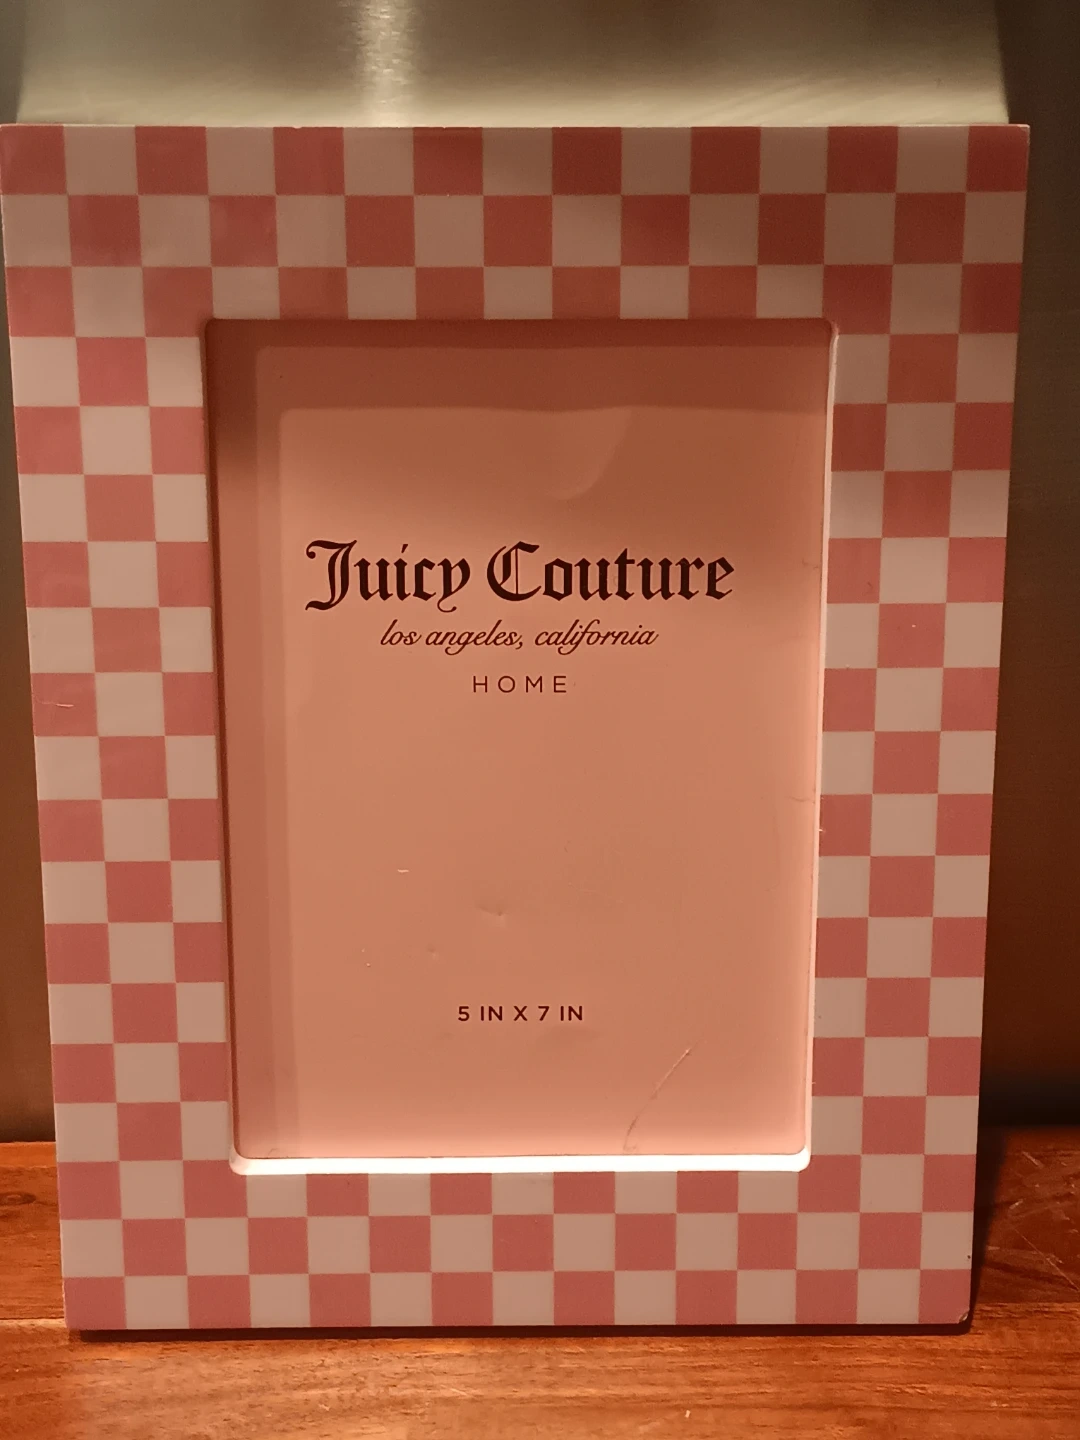 Juicy Couture
los angeles, california
HOME
5 IN X 7 IN